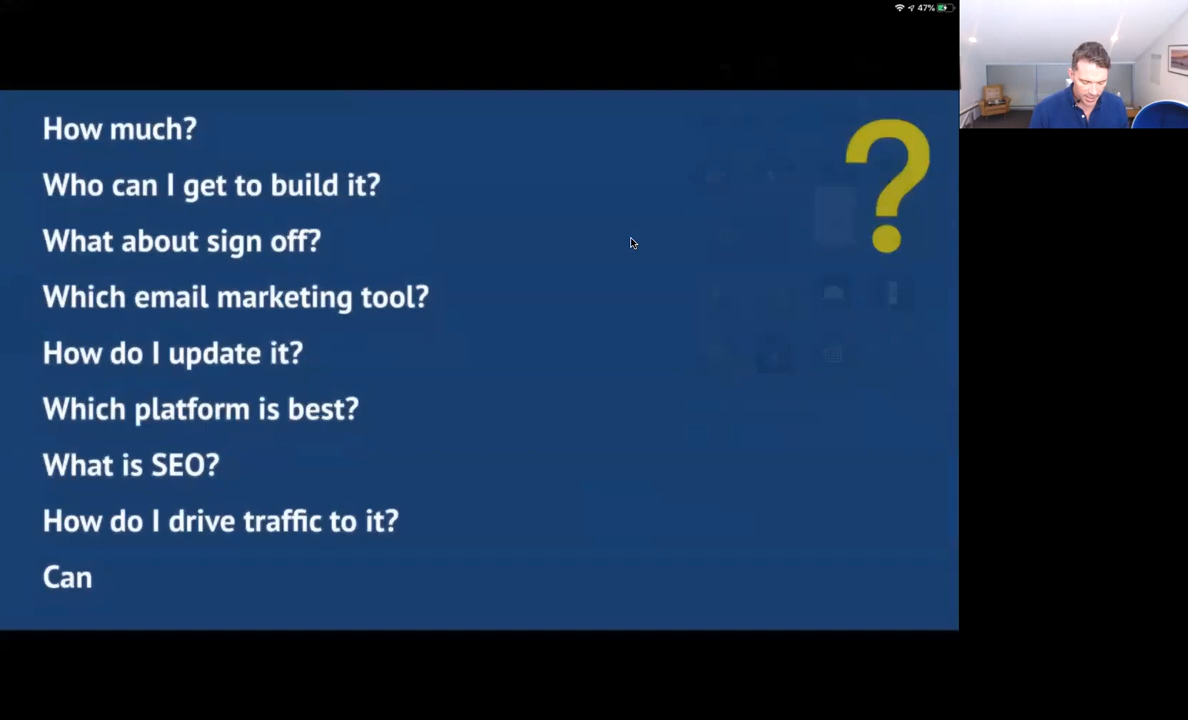 47%
How much?
Who can I get to build it?
What about sign off?
Which email marketing tool?
How do I update it?
Which platform is best?
What is SEO?
How do I drive traffic to it?
Can
?